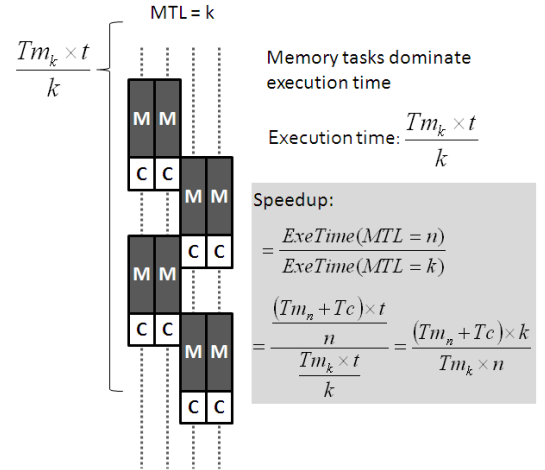 MTL = k
Tm_k × t
k
Memory tasks dominate
execution time
Execution time: Tm_k × t
k
M M
C C
M M
C C
M M
C C
M M
C C
Speedup:
= ExeTime(MTL = n)
ExeTime(MTL = k)
= (Tm_n + Tc) × t
n
Tm_k × t
k
= (Tm_n + Tc) × k
Tm_k × n